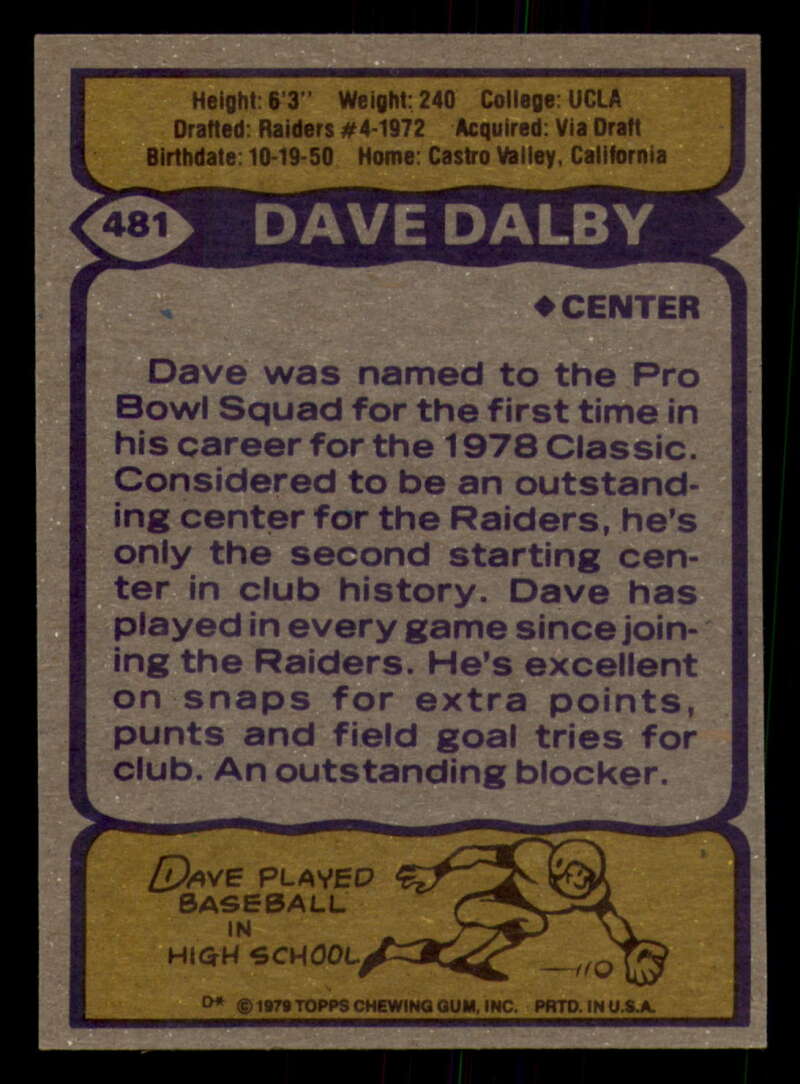 Height: 6'3" Weight: 240 College: UCLA
Drafted: Raiders #4-1972 Acquired: Via Draft
Birthdate: 10-19-50 Home: Castro Valley, California
481 DAVE DALBY
◆CENTER
Dave was named to the Pro
Bowl Squad for the first time in
his career for the 1978 Classic.
Considered to be an outstand-
ing center for the Raiders, he's
only the second starting cen-
ter in club history. Dave has
played in every game since join-
ing the Raiders. He's excellent
on snaps for extra points,
punts and field goal tries for
club. An outstanding blocker.
DAVE PLAYED
BASEBALL
IN
HIGH SCHOOL
D* © 1979 TOPPS CHEWING GUM, INC. PRTD. IN U.S.A.